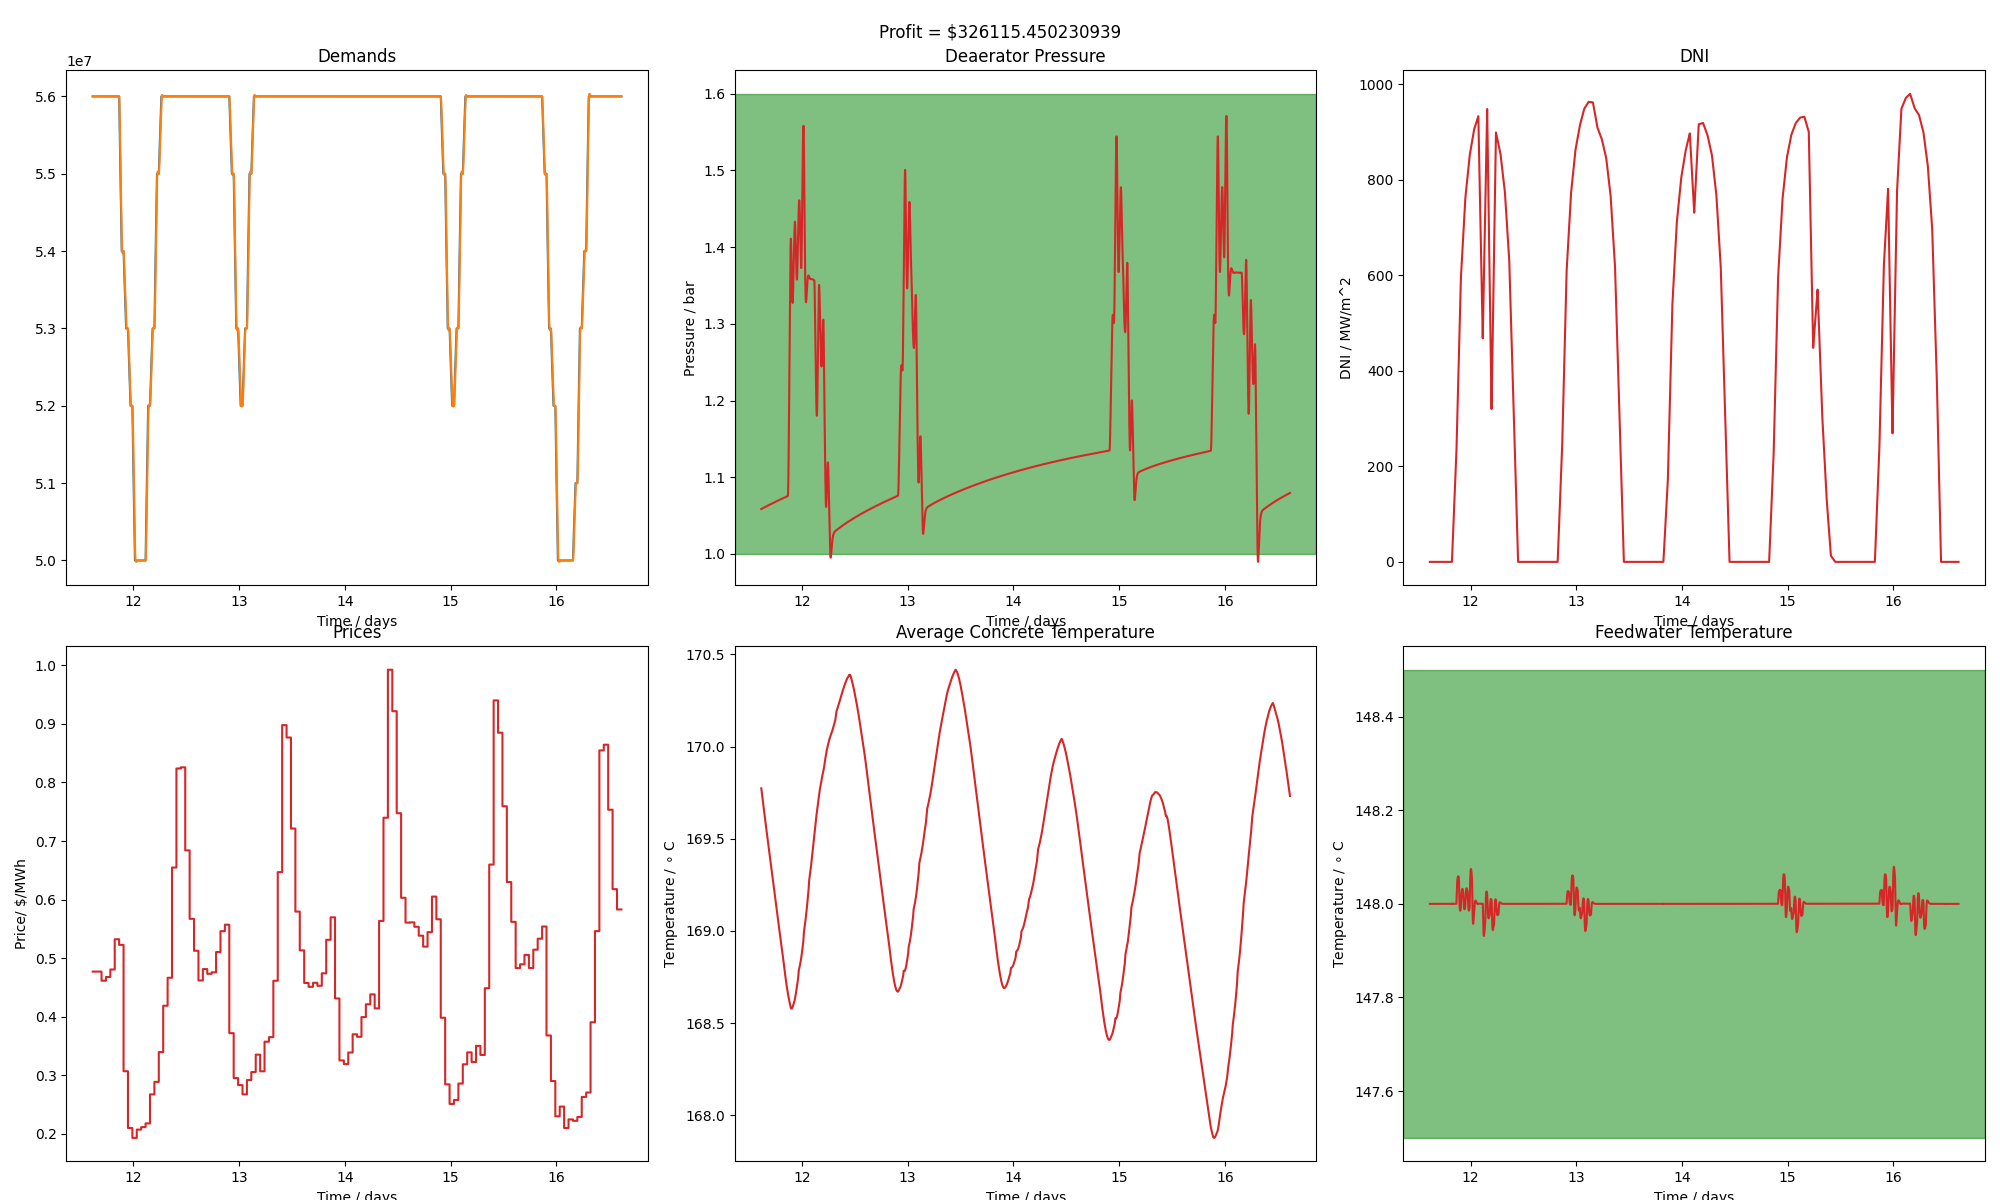 Profit = $326115.450230939
Demands
1e7
5.6
5.5
5.4
5.3
5.2
5.1
5.0
12 13 14 15 16
Time / days
Deaerator Pressure
Pressure / bar
1.6
1.5
1.4
1.3
1.2
1.1
1.0
12 13 14 15 16
Time / days
DNI
DNI / MW/m^2
1000
800
600
400
200
0
12 13 14 15 16
Time / days
Prices
Price/ $/MWh
1.0
0.9
0.8
0.7
0.6
0.5
0.4
0.3
0.2
12 13 14 15 16
Time / days
Average Concrete Temperature
Temperature / ∘ C
170.5
170.0
169.5
169.0
168.5
168.0
12 13 14 15 16
Time / days
Feedwater Temperature
Temperature / ∘ C
148.4
148.2
148.0
147.8
147.6
12 13 14 15 16
Time / days